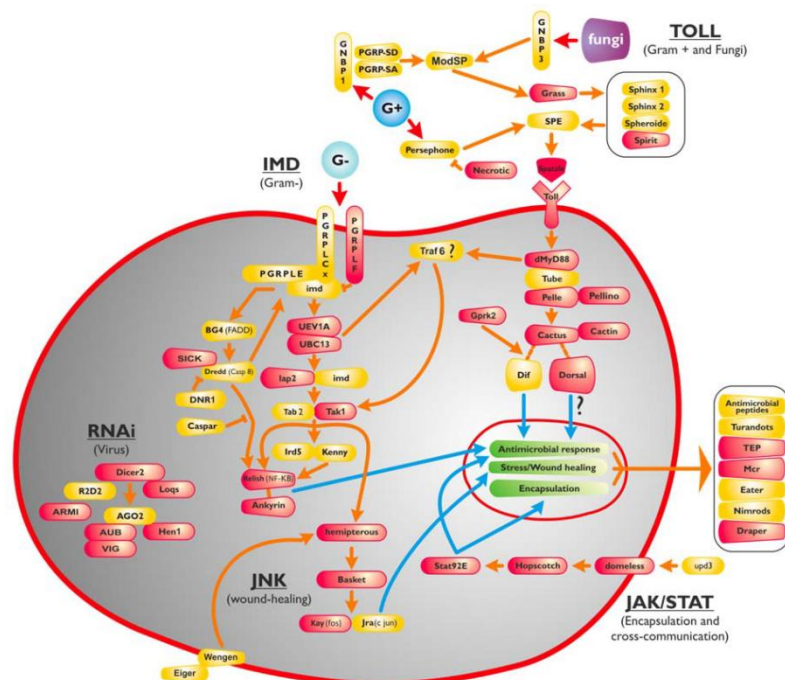 TOLL
(Gram + and Fungi)
fungi
GNBP3
ModSP
PGRP-SD
PGRP-SA
GNBP1
G+
Grass
Sphinx 1
Sphinx 2
Spheroide
Spirit
SPE
Persephone
Necrotic
Toll
IMD
(Gram-)
G-
PGRPLCx
PGRPLF
PGRPLE
imd
Traf 6 ?
dMyD88
Tube
Pelle
Pellino
Gprk2
Cactus
Cactin
Dif
Dorsal
?
BG4 (FADD)
UEV1A
UBC13
SICK
Dredd (Casp 8)
Iap2
imd
DNR1
Tab 2
Tak1
Caspar
Ird5
Kenny
Relish (NF-KB)
Ankyrin
Antimicrobial response
Stress/Wound healing
Encapsulation
Antimicrobial
peptides
Turandots
TEP
Mcr
Eater
Nimrods
Draper
RNAi
(Virus)
Dicer2
R2D2
Loqs
ARMI
AGO2
AUB
Hen1
VIG
hemipterous
JNK
(wound-healing)
Basket
Kay (fos)
Jra (c jun)
Stat92E
Hopscotch
domeless
upd3
JAK/STAT
(Encapsulation and
cross-communication)
Wengen
Eiger